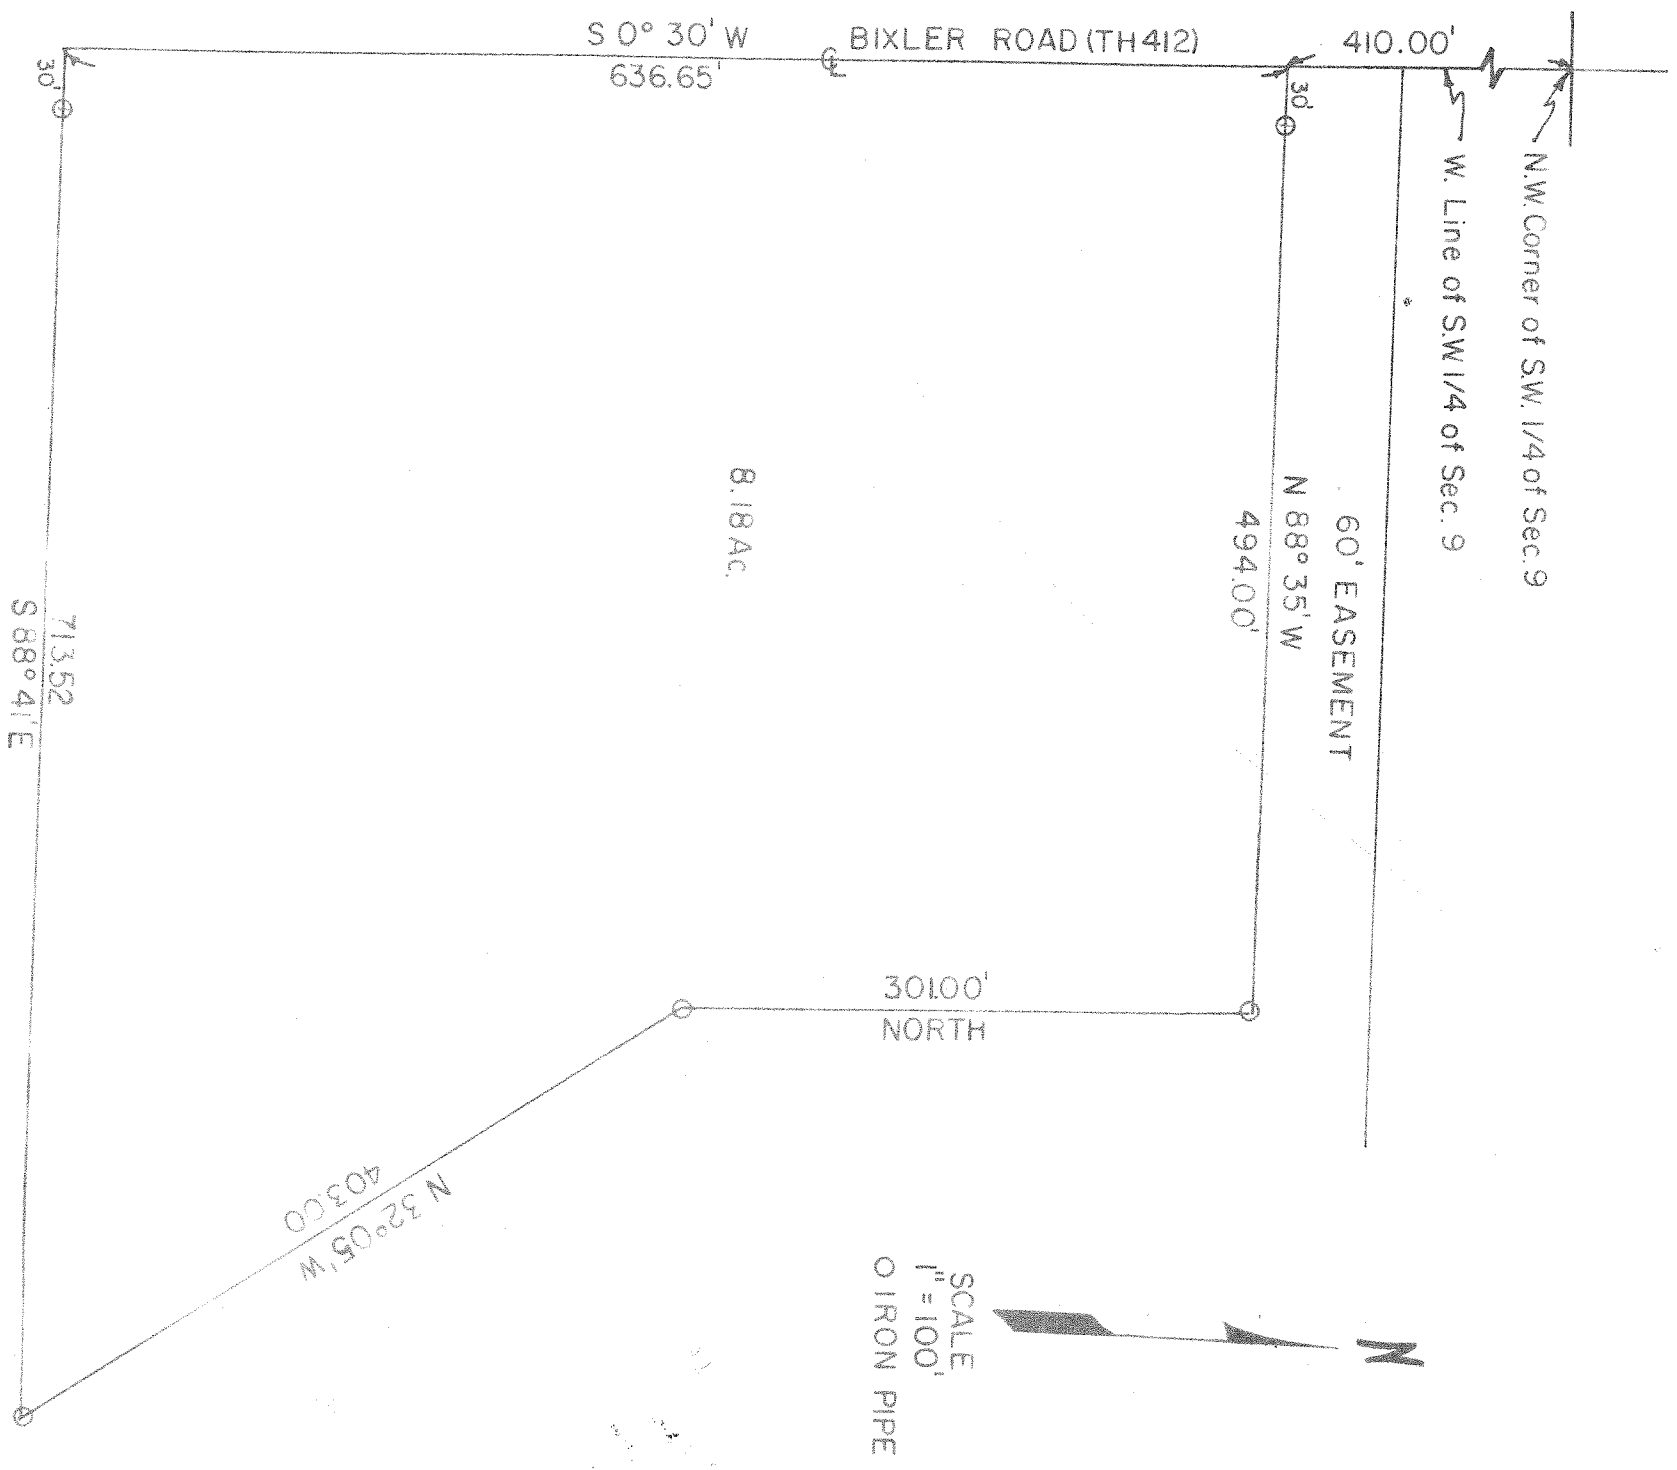 S 0° 30' W
636.65'
℄
BIXLER ROAD (TH 412)
410.00'
30'
30'
N.W. Corner of S.W. 1/4 of Sec. 9
W. Line of S.W 1/4 of Sec. 9
60' EASEMENT
N 88° 35' W
494.00'
8.18 Ac.
713.52
S 88° 41' E
301.00'
NORTH
N 32° 05' W
403.00
N
SCALE
1" = 100'
O IRON PIPE